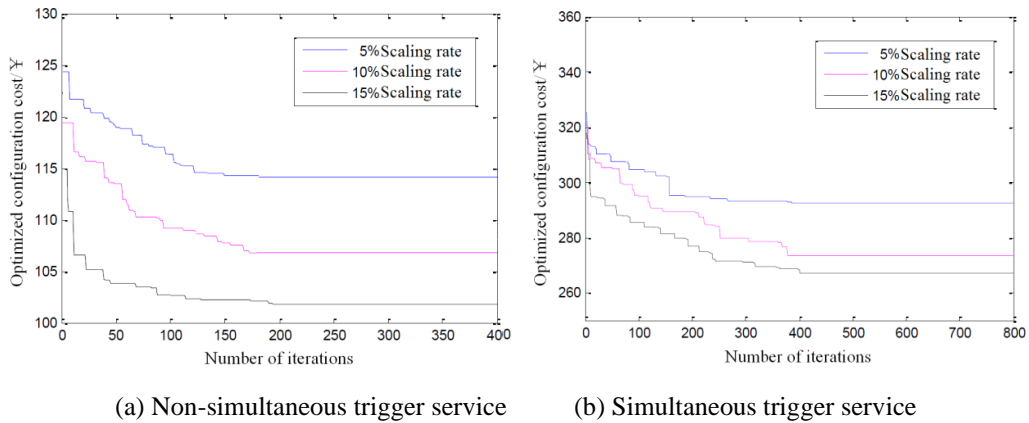 130
125
120
115
110
105
100
Optimized configuration cost/￥
5%Scaling rate
10%Scaling rate
15%Scaling rate
0 50 100 150 200 250 300 350 400
Number of iterations
360
340
320
300
280
260
Optimized configuration cost/￥
5%Scaling rate
10%Scaling rate
15%Scaling rate
0 100 200 300 400 500 600 700 800
Number of iterations
(a) Non-simultaneous trigger service
(b) Simultaneous trigger service